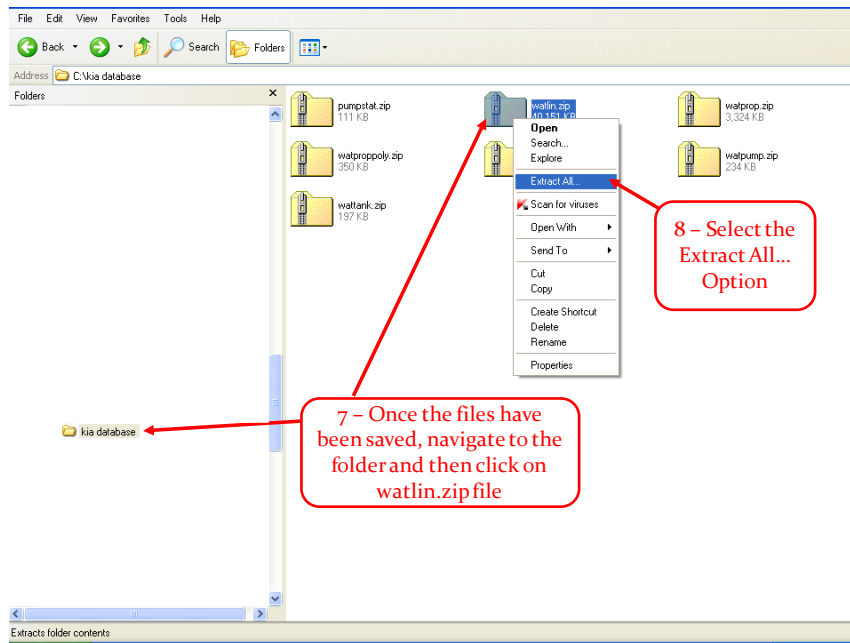 File Edit View Favorites Tools Help
Back Search Folders
Address C:\kia database
Folders
pumpstat.zip
111 KB
watlin.zip
40,151 KB
watprop.zip
3,324 KB
watproppoly.zip
350 KB
watpump.zip
234 KB
wattank.zip
197 KB
Open
Search...
Explore
Extract All...
Scan for viruses
Open With
Send To
Cut
Copy
Create Shortcut
Delete
Rename
Properties
8 – Select the
Extract All...
Option
kia database
7 – Once the files have
been saved, navigate to the
folder and then click on
watlin.zip file
Extracts folder contents